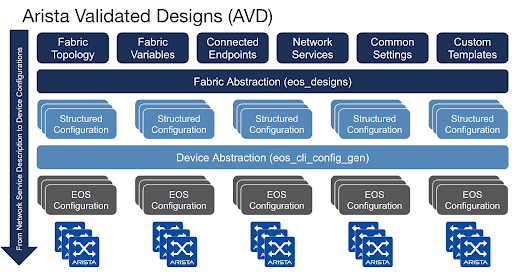 Arista Validated Designs (AVD)
From Network Service Description to Device Configurations
Fabric
Topology
Fabric
Variables
Connected
Endpoints
Network
Services
Common
Settings
Custom
Templates
Fabric Abstraction (eos_designs)
Structured
Configuration
Structured
Configuration
Structured
Configuration
Structured
Configuration
Structured
Configuration
Device Abstraction (eos_cli_config_gen)
EOS
Configuration
EOS
Configuration
EOS
Configuration
EOS
Configuration
EOS
Configuration
ARISTA
ARISTA
ARISTA
ARISTA
ARISTA